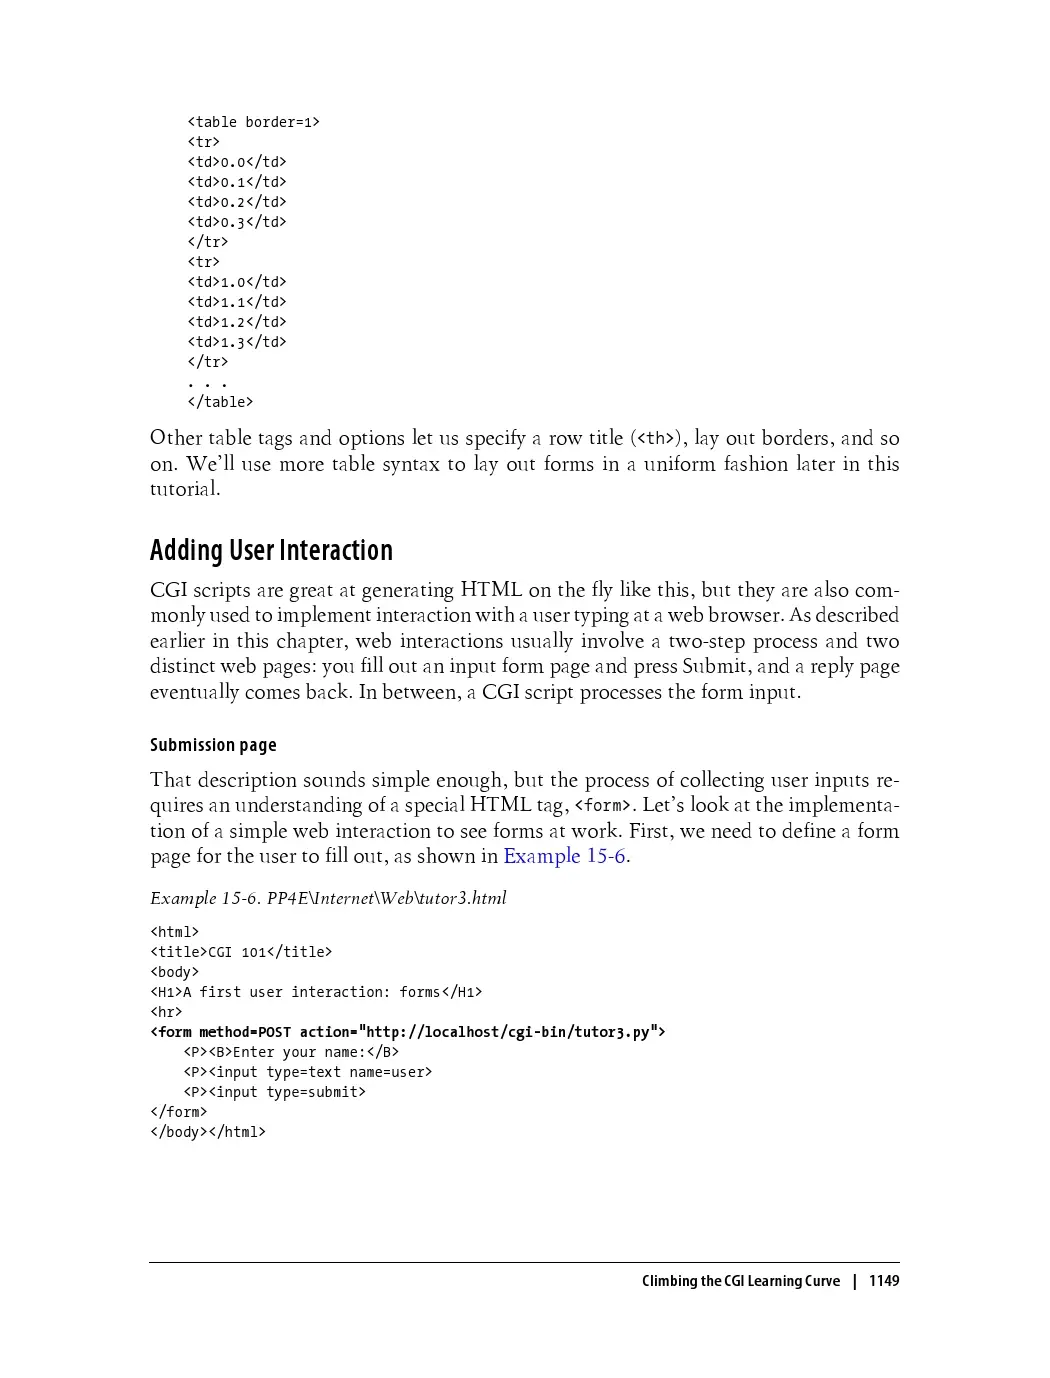 <table border=1>
<tr>
<td>0.0</td>
<td>0.1</td>
<td>0.2</td>
<td>0.3</td>
</tr>
<tr>
<td>1.0</td>
<td>1.1</td>
<td>1.2</td>
<td>1.3</td>
</tr>
. . .
</table>
Other table tags and options let us specify a row title (<th>), lay out borders, and so
on. We’ll use more table syntax to lay out forms in a uniform fashion later in this
tutorial.
Adding User Interaction
CGI scripts are great at generating HTML on the fly like this, but they are also com-
monly used to implement interaction with a user typing at a web browser. As described
earlier in this chapter, web interactions usually involve a two-step process and two
distinct web pages: you fill out an input form page and press Submit, and a reply page
eventually comes back. In between, a CGI script processes the form input.
Submission page
That description sounds simple enough, but the process of collecting user inputs re-
quires an understanding of a special HTML tag, <form>. Let’s look at the implementa-
tion of a simple web interaction to see forms at work. First, we need to define a form
page for the user to fill out, as shown in Example 15-6.
Example 15-6. PP4E\Internet\Web\tutor3.html
<html>
<title>CGI 101</title>
<body>
<H1>A first user interaction: forms</H1>
<hr>
<form method=POST action="http://localhost/cgi-bin/tutor3.py">
    <P><B>Enter your name:</B>
    <P><input type=text name=user>
    <P><input type=submit>
</form>
</body></html>
Climbing the CGI Learning Curve | 1149